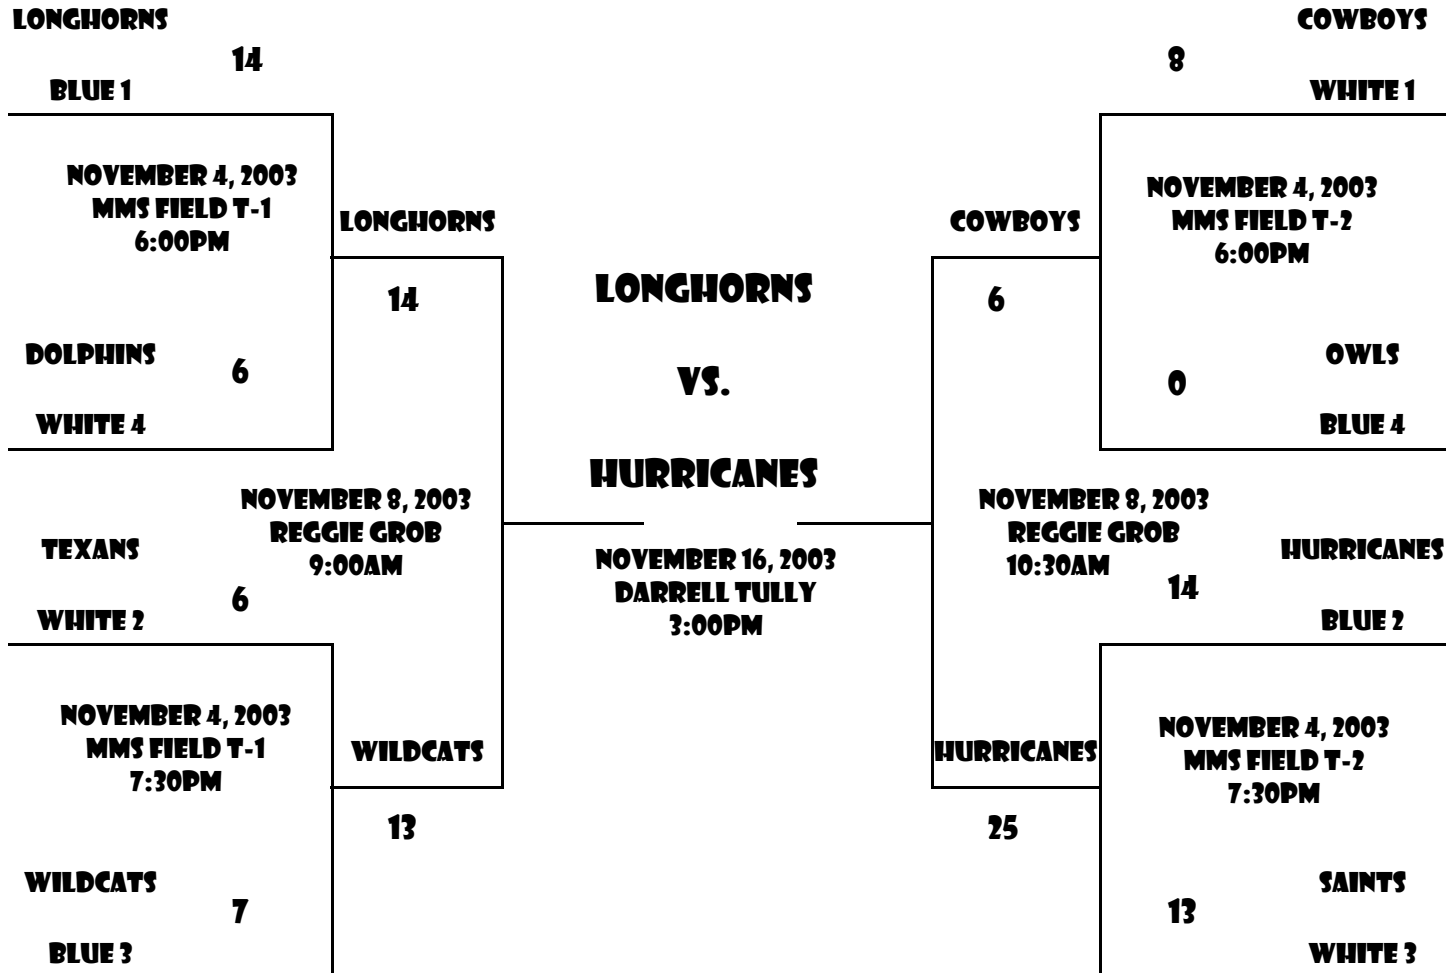 LONGHORNS
14
BLUE 1
NOVEMBER 4, 2003
MMS FIELD T-1
6:00PM
DOLPHINS
6
WHITE 4
TEXANS
6
WHITE 2
NOVEMBER 4, 2003
MMS FIELD T-1
7:30PM
WILDCATS
7
BLUE 3
LONGHORNS
14
NOVEMBER 8, 2003
REGGIE GROB
9:00AM
WILDCATS
13
LONGHORNS
VS.
HURRICANES
NOVEMBER 16, 2003
DARRELL TULLY
3:00PM
COWBOYS
6
NOVEMBER 8, 2003
REGGIE GROB
10:30AM
HURRICANES
25
COWBOYS
8
WHITE 1
NOVEMBER 4, 2003
MMS FIELD T-2
6:00PM
OWLS
0
BLUE 4
HURRICANES
14
BLUE 2
NOVEMBER 4, 2003
MMS FIELD T-2
7:30PM
SAINTS
13
WHITE 3